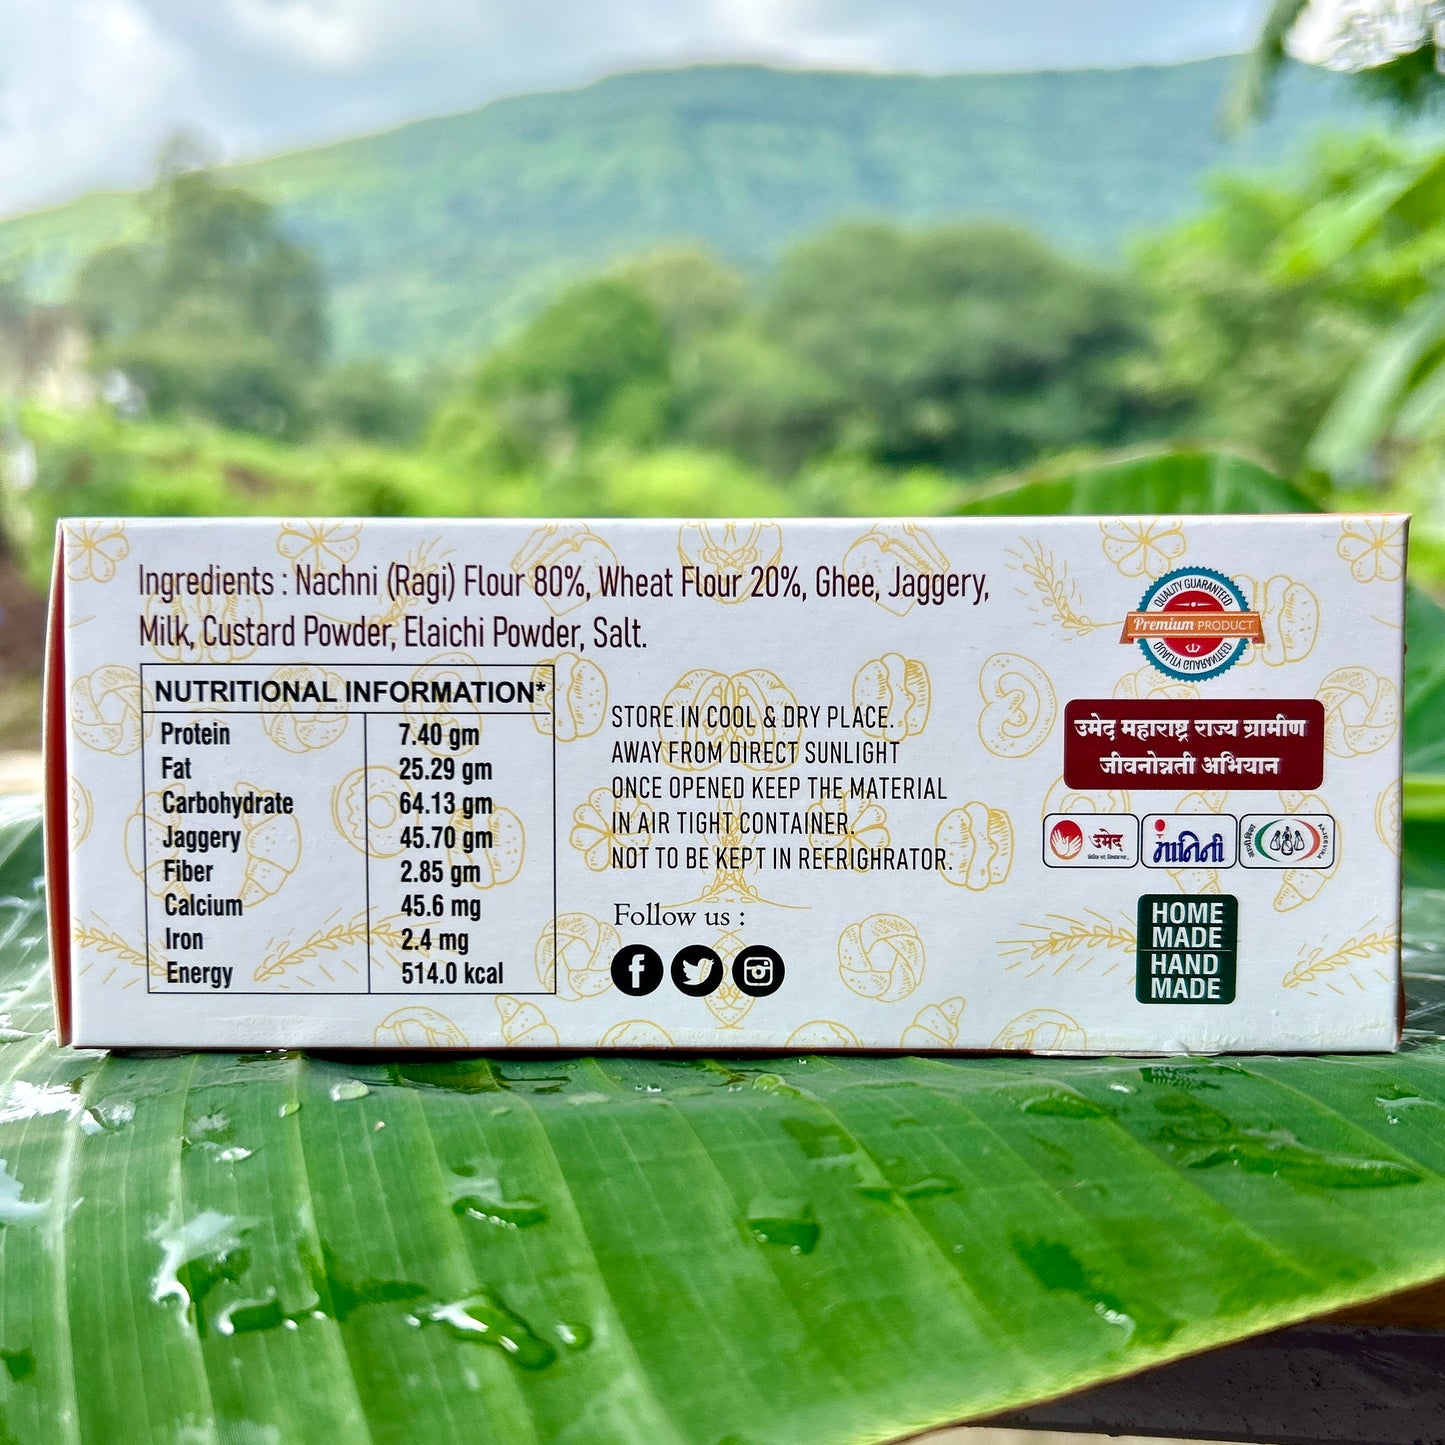 Ingredients : Nachni (Ragi) Flour 80%, Wheat Flour 20%, Ghee, Jaggery,
Milk, Custard Powder, Elaichi Powder, Salt.
NUTRITIONAL INFORMATION*
Protein 7.40 gm
Fat 25.29 gm
Carbohydrate 64.13 gm
Jaggery 45.70 gm
Fiber 2.85 gm
Calcium 45.6 mg
Iron 2.4 mg
Energy 514.0 kcal
STORE IN COOL & DRY PLACE.
AWAY FROM DIRECT SUNLIGHT
ONCE OPENED KEEP THE MATERIAL
IN AIR TIGHT CONTAINER.
NOT TO BE KEPT IN REFRIGHRATOR.
Follow us :
QUALITY GUARANTEED
Premium PRODUCT
QUALITY GUARANTEED
उमेद महाराष्ट्र राज्य ग्रामीण
जीवनोन्नती अभियान
उमेद
माविनी
AAJEEVIKA
HOME
MADE
HAND
MADE